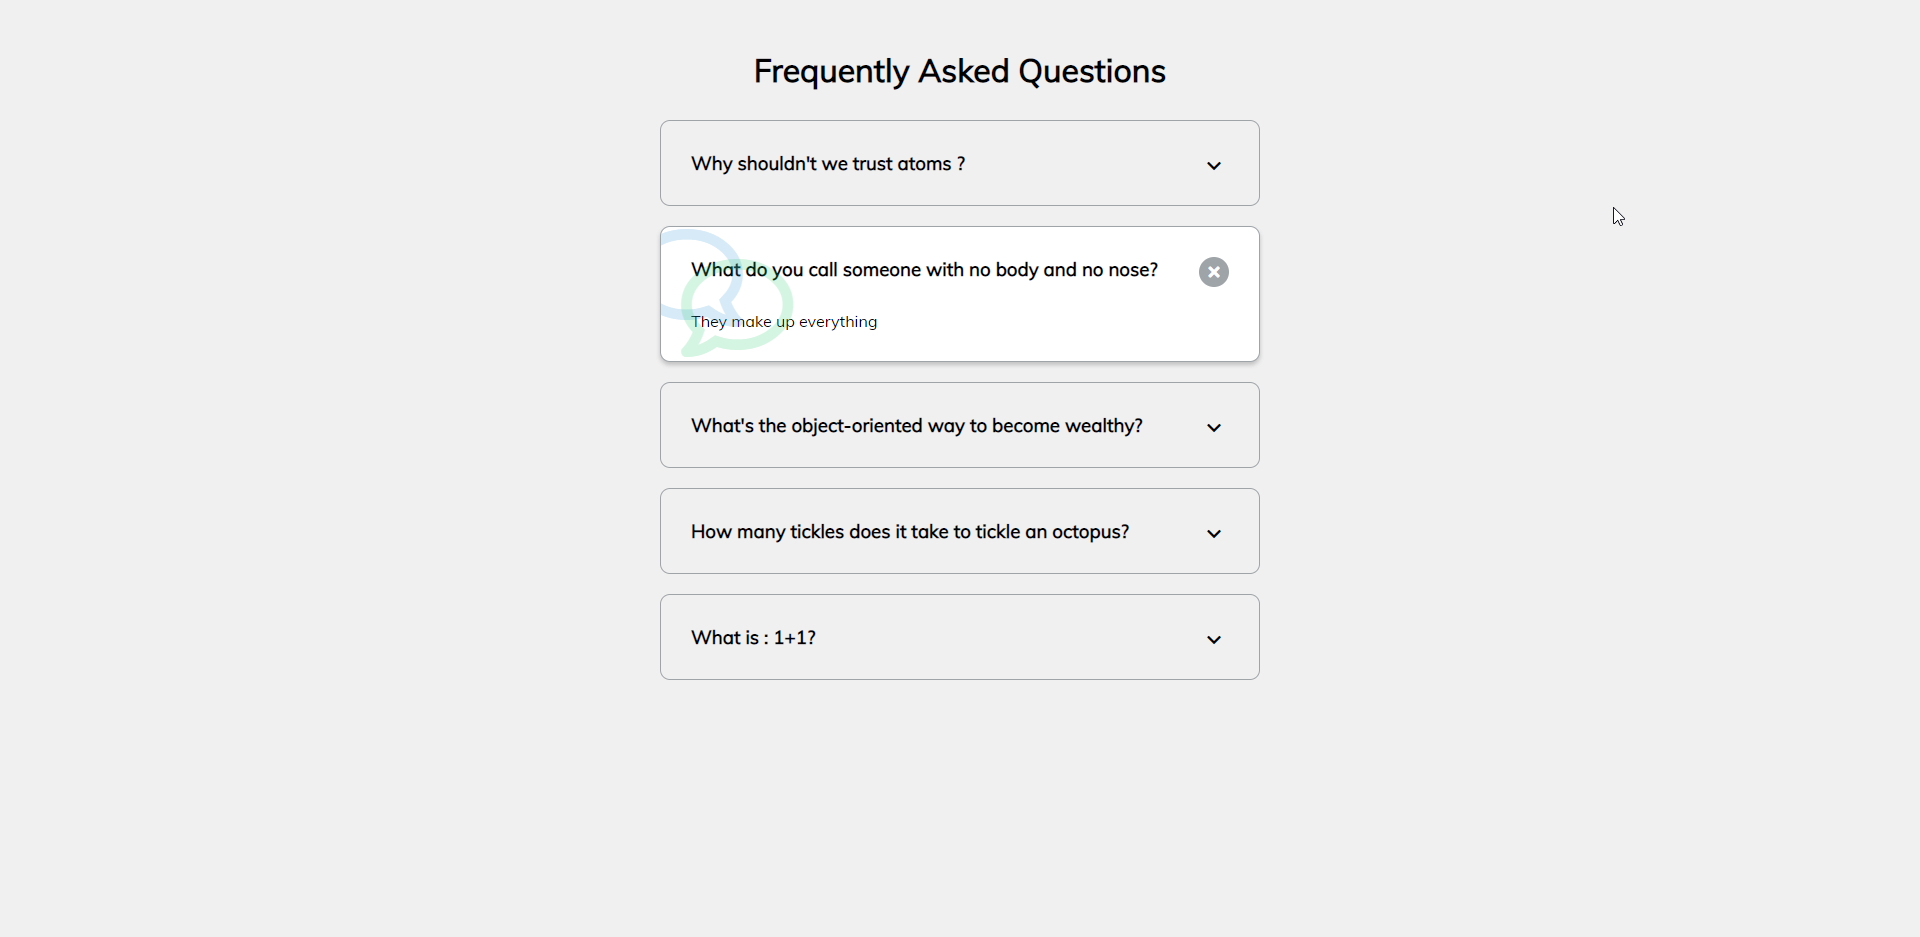 Frequently Asked Questions
Why shouldn't we trust atoms ?
What do you call someone with no body and no nose?
They make up everything
What's the object-oriented way to become wealthy?
How many tickles does it take to tickle an octopus?
What is : 1+1?